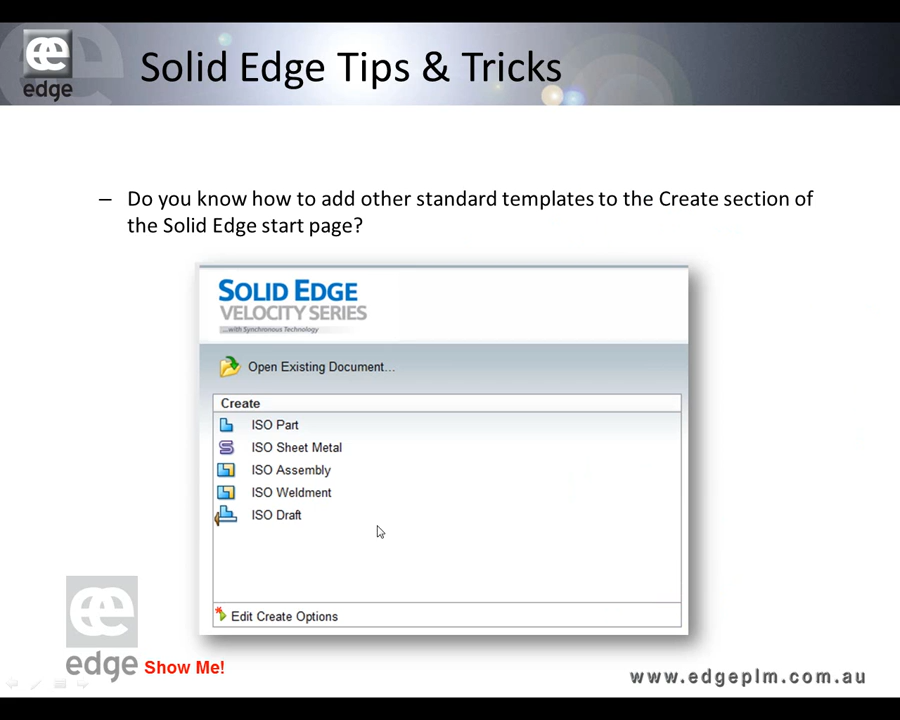 edge
Solid Edge Tips & Tricks
– Do you know how to add other standard templates to the Create section of
the Solid Edge start page?
SOLID EDGE
VELOCITY SERIES
...with Synchronous Technology
Open Existing Document...
Create
ISO Part
ISO Sheet Metal
ISO Assembly
ISO Weldment
ISO Draft
Edit Create Options
edge Show Me!
www.edgeplm.com.au